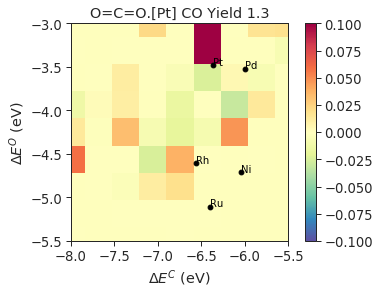 O=C=O.[Pt] CO Yield 1.3
−3.0
−3.5
−4.0
−4.5
−5.0
−5.5
ΔE^O (eV)
Pt
Pd
Rh
Ni
Ru
−8.0 −7.5 −7.0 −6.5 −6.0 −5.5
ΔE^C (eV)
0.100
0.075
0.050
0.025
0.000
−0.025
−0.050
−0.075
−0.100